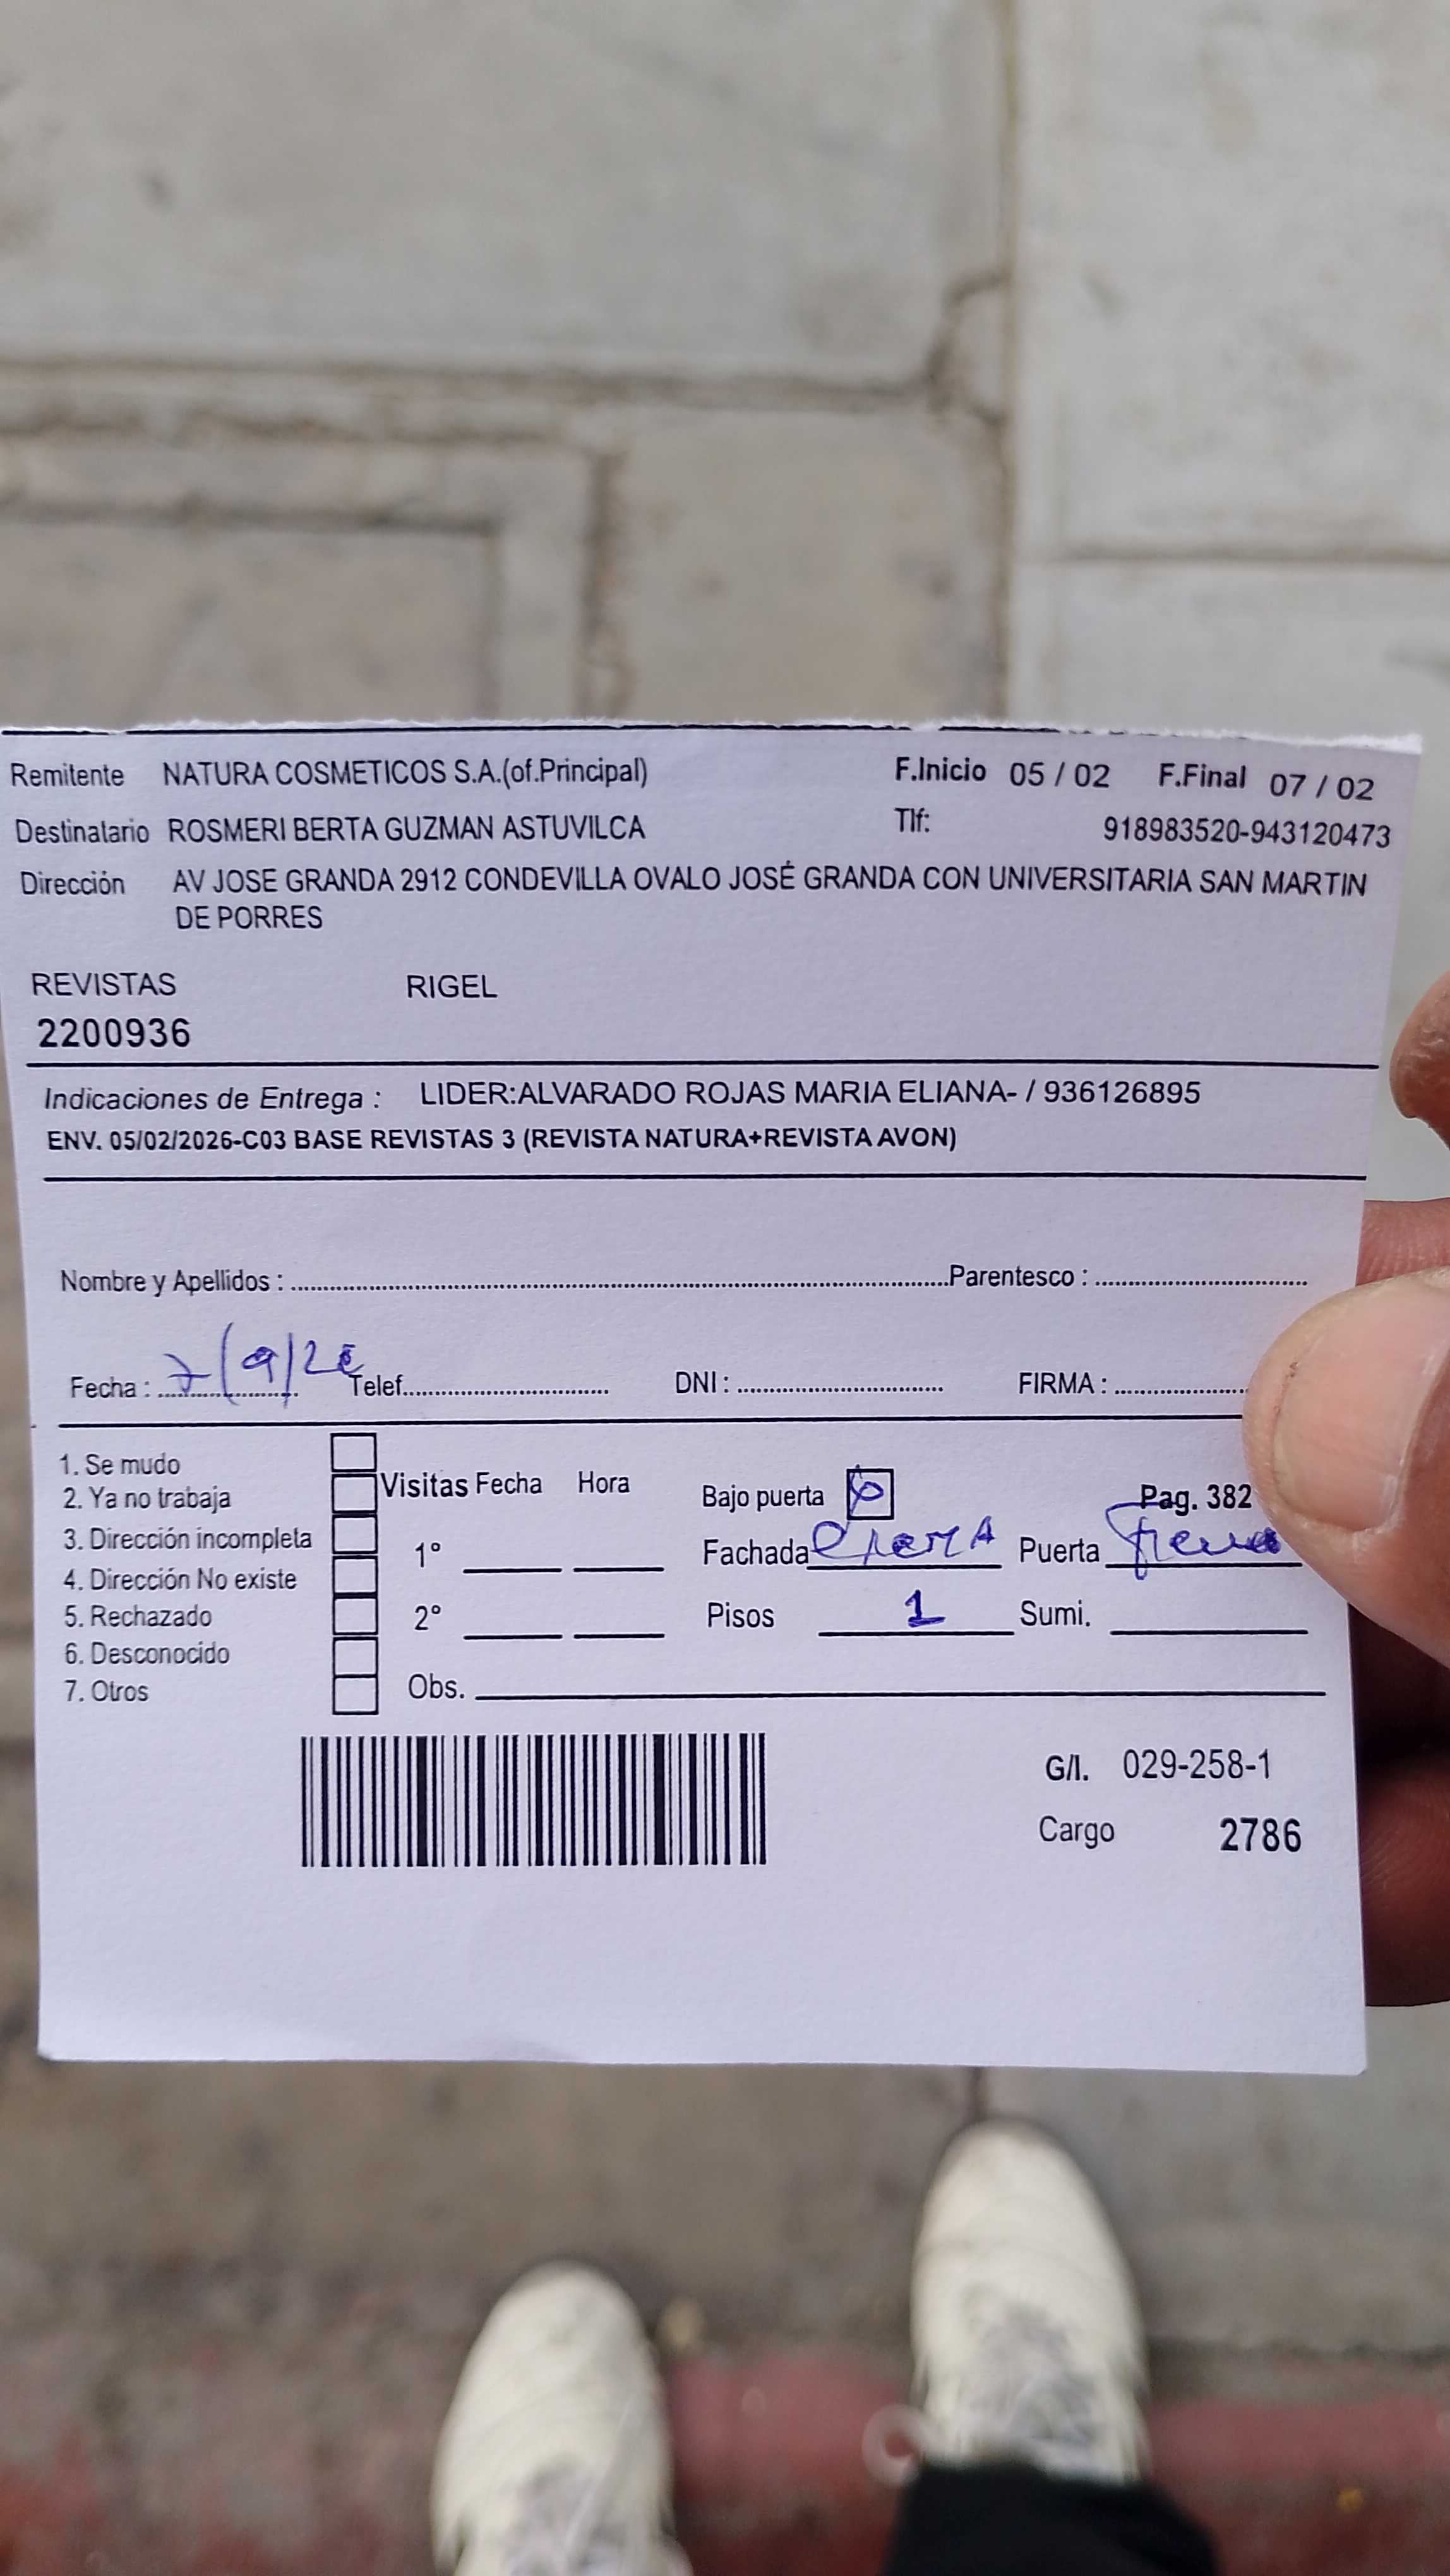 Remitente NATURA COSMETICOS S.A.(of.Principal) F.Inicio 05 / 02 F.Final 07 / 02
Destinatario ROSMERI BERTA GUZMAN ASTUVILCA Tlf: 918983520-943120473
Dirección AV JOSE GRANDA 2912 CONDEVILLA OVALO JOSÉ GRANDA CON UNIVERSITARIA SAN MARTIN
DE PORRES
REVISTAS RIGEL
2200936
Indicaciones de Entrega : LIDER:ALVARADO ROJAS MARIA ELIANA- / 936126895
ENV. 05/02/2026-C03 BASE REVISTAS 3 (REVISTA NATURA+REVISTA AVON)
Nombre y Apellidos : Parentesco :
Fecha : Telef. DNI : FIRMA :
1. Se mudo
2. Ya no trabaja Visitas Fecha Hora Bajo puerta Pag. 382
3. Dirección incompleta 1° Fachada Puerta
4. Dirección No existe
5. Rechazado 2° Pisos 1 Sumi.
6. Desconocido
7. Otros Obs.
G/I. 029-258-1
Cargo 2786